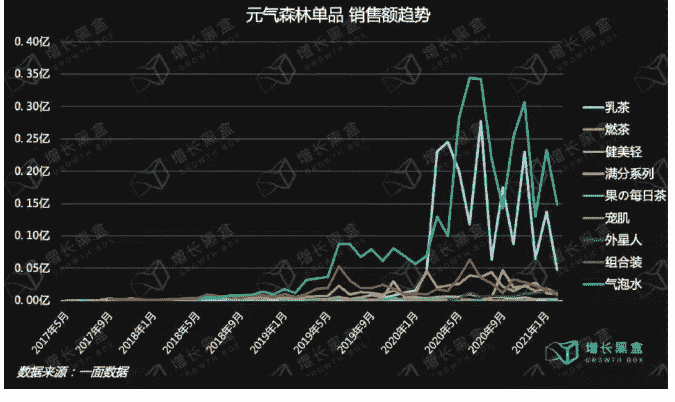 元气森林单品 销售额趋势
0.40亿
0.35亿
0.30亿
0.25亿
0.20亿
0.15亿
0.10亿
0.05亿
0.00亿
乳茶
燃茶
健美轻
满分系列
果の每日茶
宠肌
外星人
组合装
气泡水
2017年5月
2017年9月
2018年1月
2018年5月
2018年9月
2019年1月
2019年5月
2019年9月
2020年1月
2020年5月
2020年9月
2021年1月
增长黑盒
GROWTH BOX
数据来源：一面数据